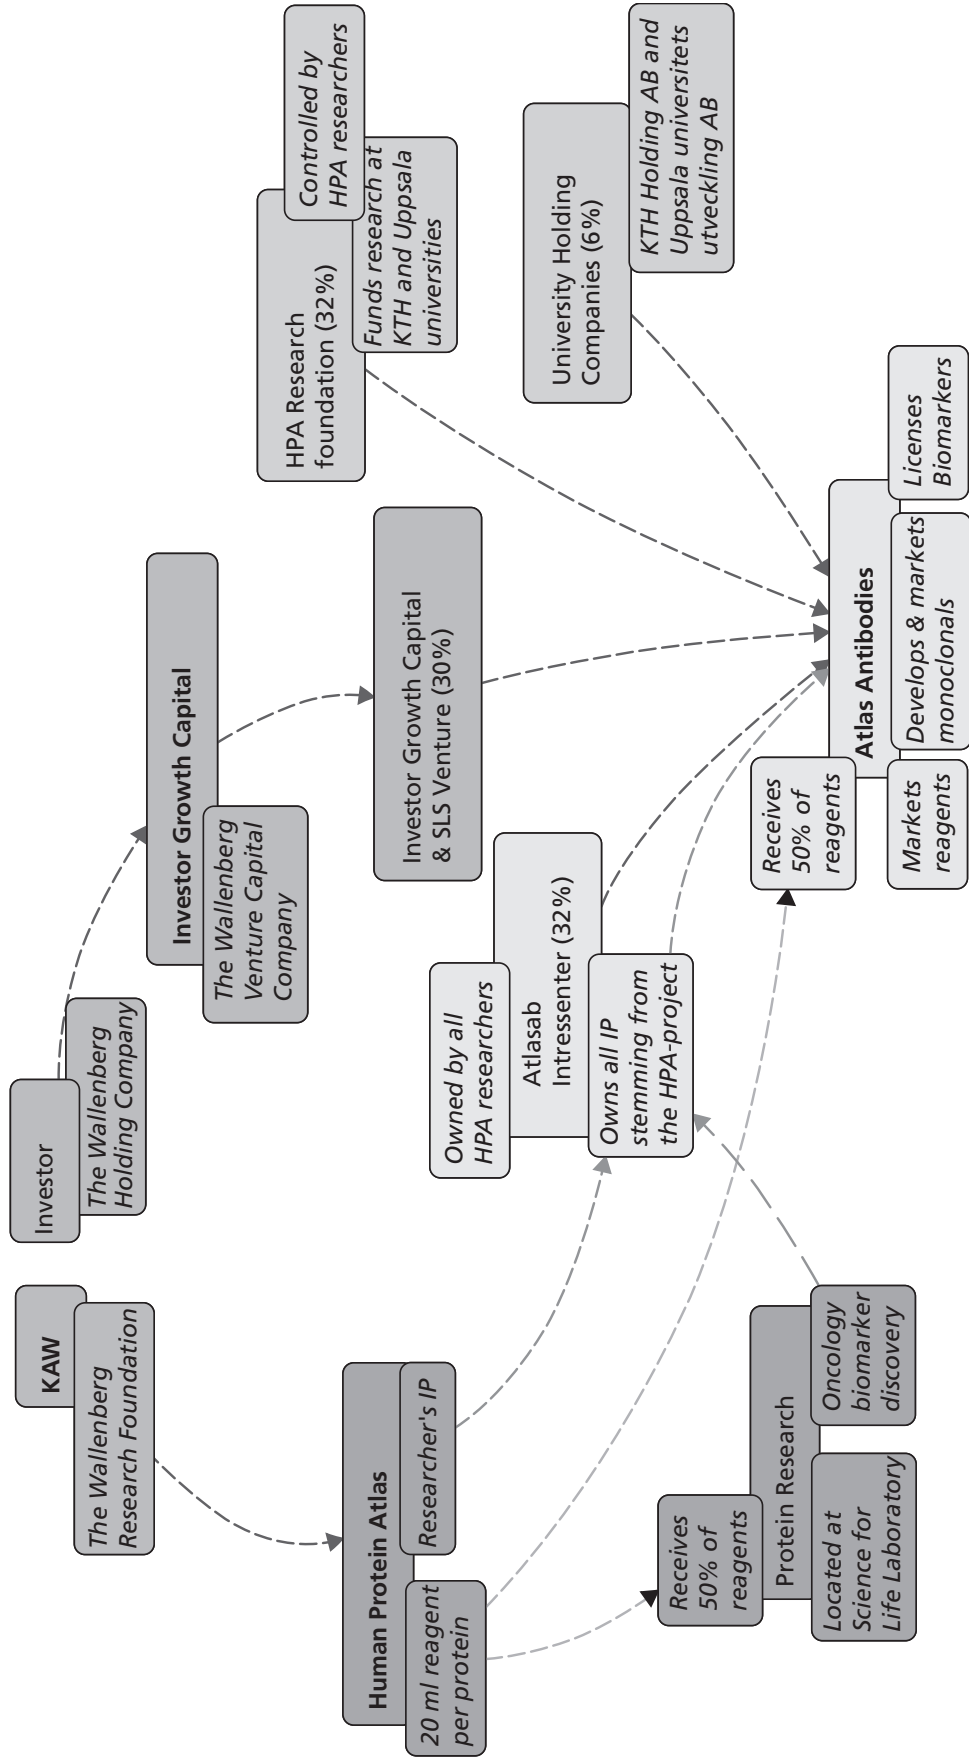 KAW
The Wallenberg
Research Foundation
Investor
The Wallenberg
Holding Company
Investor Growth Capital
The Wallenberg
Venture Capital
Company
HPA Research
foundation (32%)
Controlled by
HPA researchers
Funds research at
KTH and Uppsala
universities
Human Protein Atlas
Researcher's IP
20 ml reagent
per protein
Owned by all
HPA researchers
Atlasab
Intressenter (32%)
Owns all IP
stemming from
the HPA-project
Investor Growth Capital
& SLS Venture (30%)
University Holding
Companies (6%)
KTH Holding AB and
Uppsala universitets
utveckling AB
Receives
50% of
reagents
Protein Research
Located at
Science for
Life Laboratory
Oncology
biomarker
discovery
Receives
50% of
reagents
Atlas Antibodies
Markets
reagents
Develops & markets
monoclonals
Licenses
Biomarkers